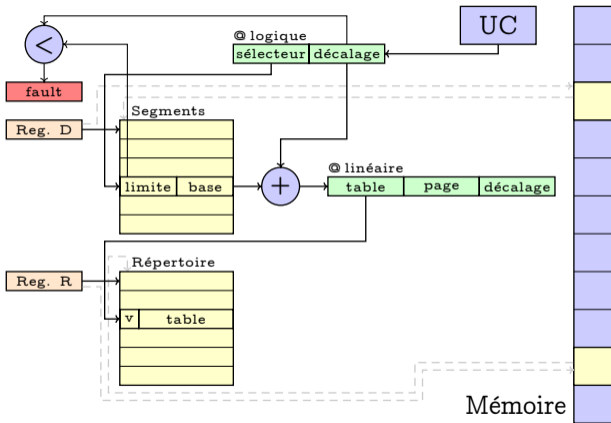 UC
@ logique
sélecteur décalage
<
fault
Reg. D
Segments
limite base
+
@ linéaire
table page décalage
Répertoire
Reg. R
v table
Mémoire